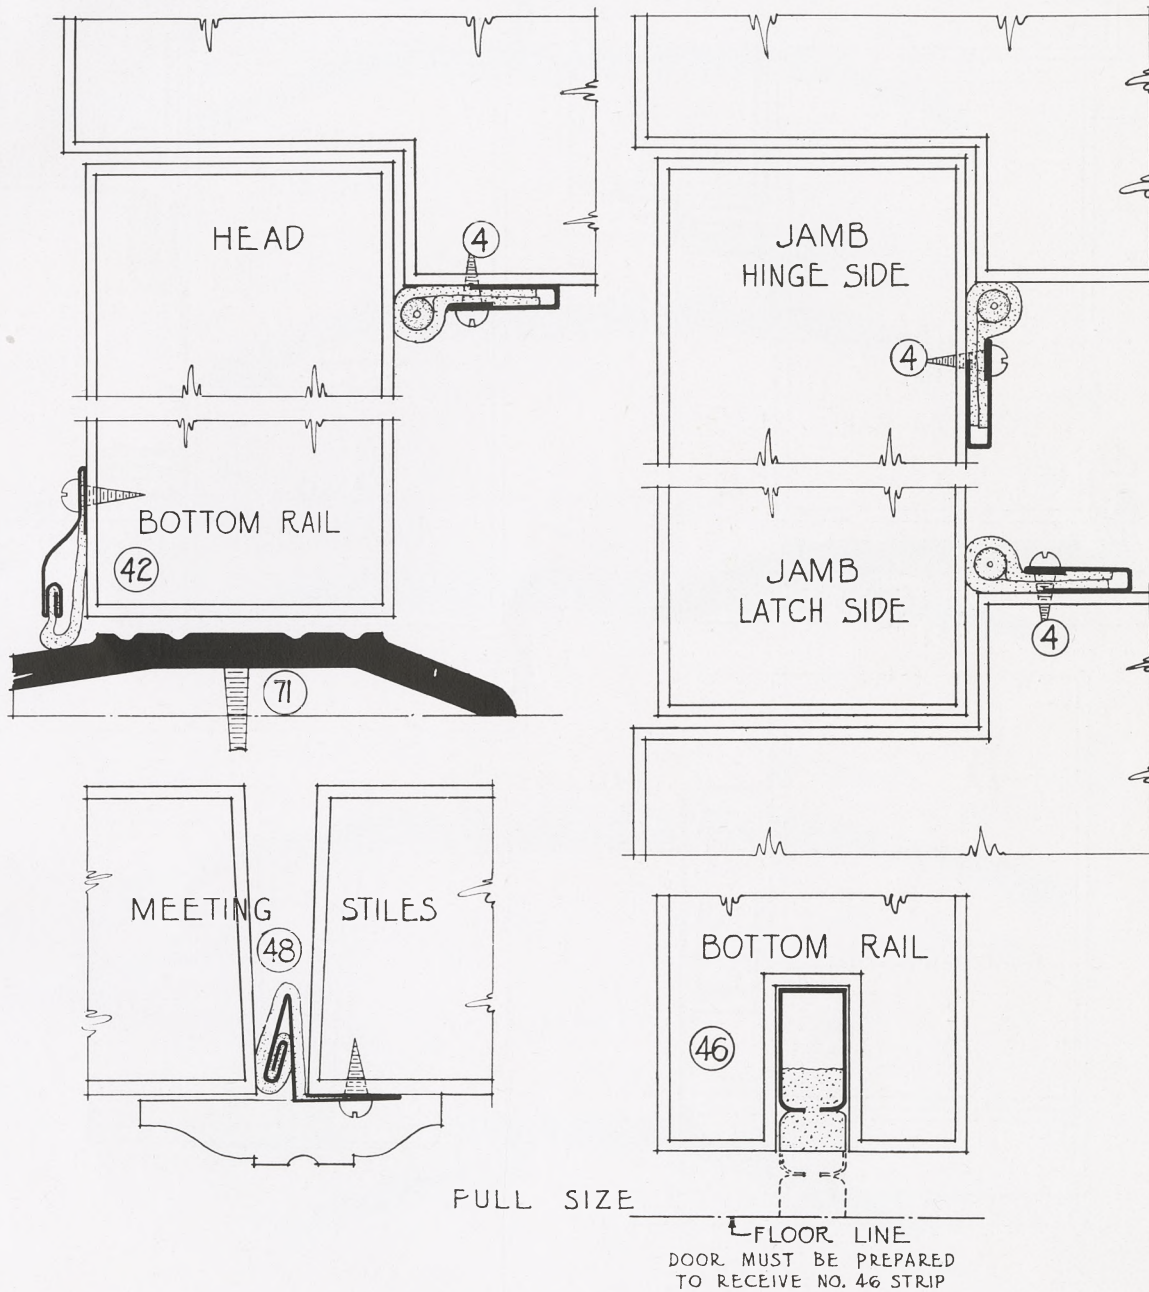 HEAD
4
BOTTOM RAIL
42
71
JAMB
HINGE SIDE
4
JAMB
LATCH SIDE
4
MEETING STILES
48
BOTTOM RAIL
46
FULL SIZE
FLOOR LINE
DOOR MUST BE PREPARED
TO RECEIVE NO. 46 STRIP